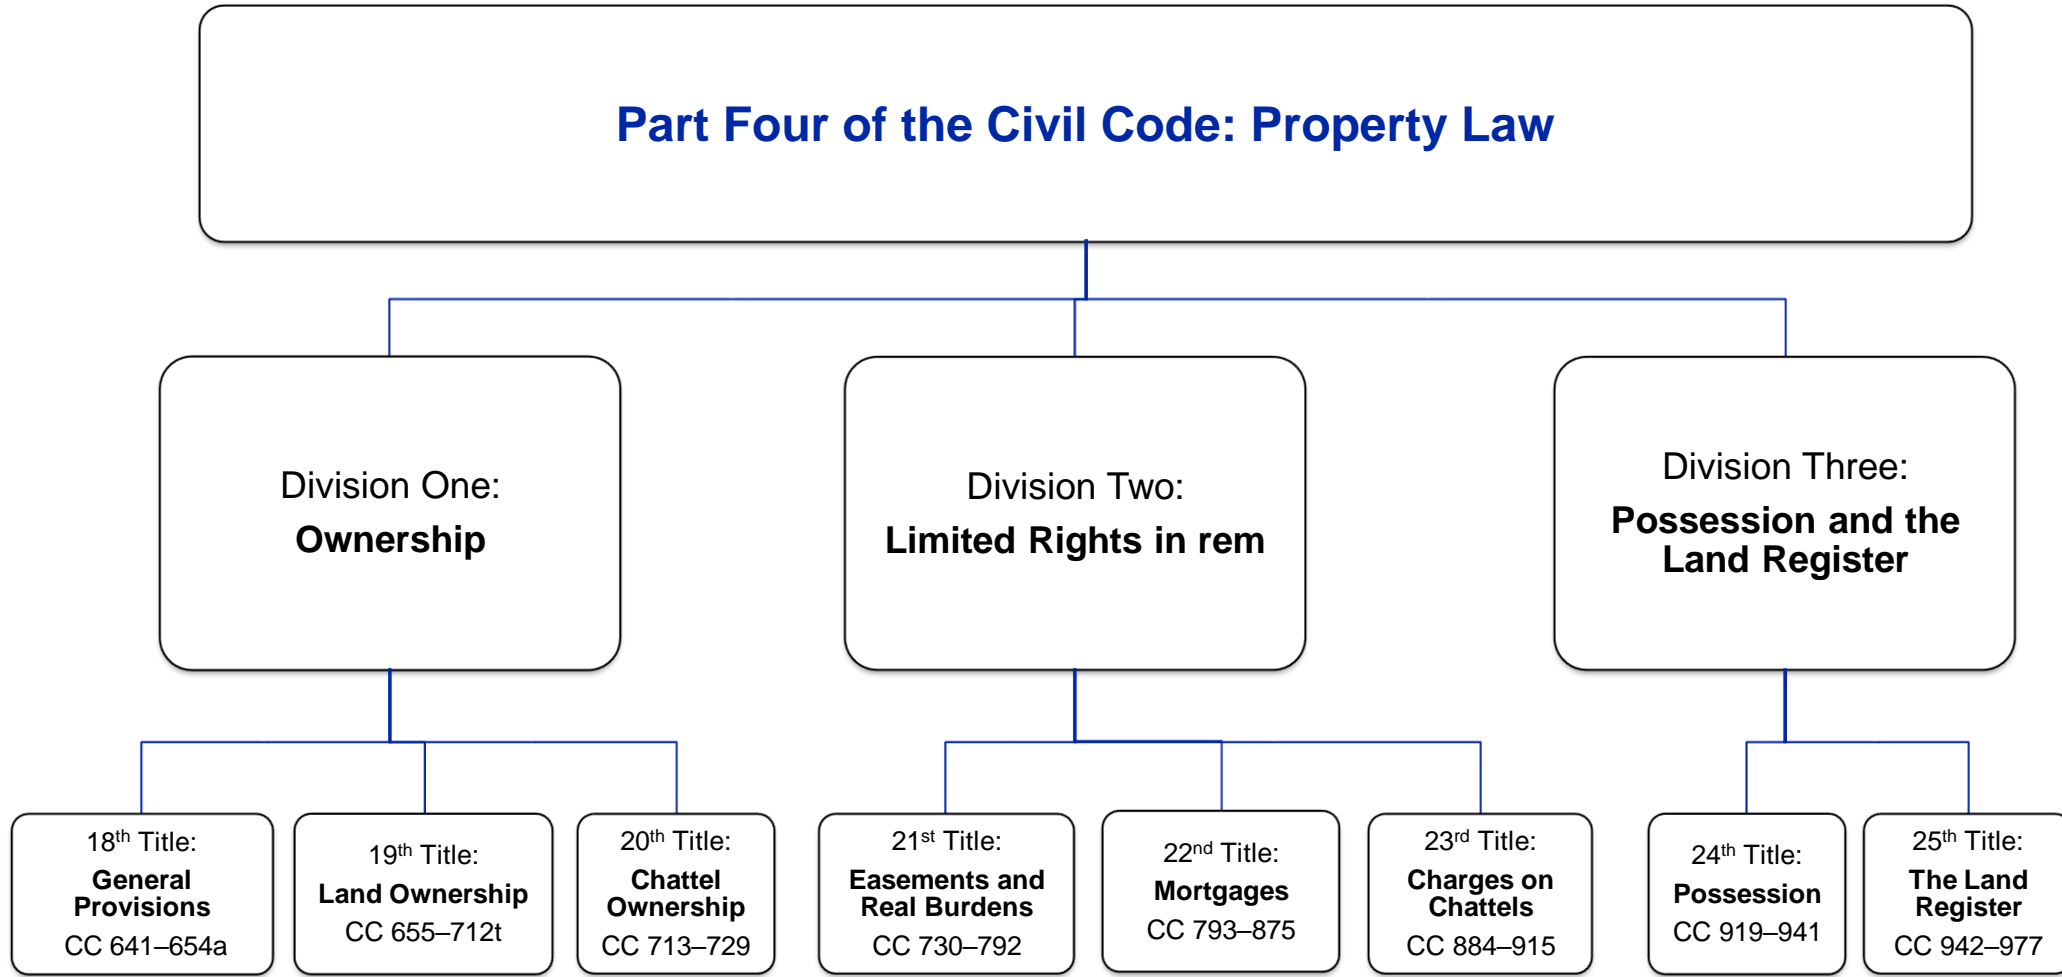 Part Four of the Civil Code: Property Law
Division One:
Ownership
Division Two:
Limited Rights in rem
Division Three:
Possession and the
Land Register
18th Title:
General
Provisions
CC 641–654a
19th Title:
Land Ownership
CC 655–712t
20th Title:
Chattel
Ownership
CC 713–729
21st Title:
Easements and
Real Burdens
CC 730–792
22nd Title:
Mortgages
CC 793–875
23rd Title:
Charges on
Chattels
CC 884–915
24th Title:
Possession
CC 919–941
25th Title:
The Land
Register
CC 942–977